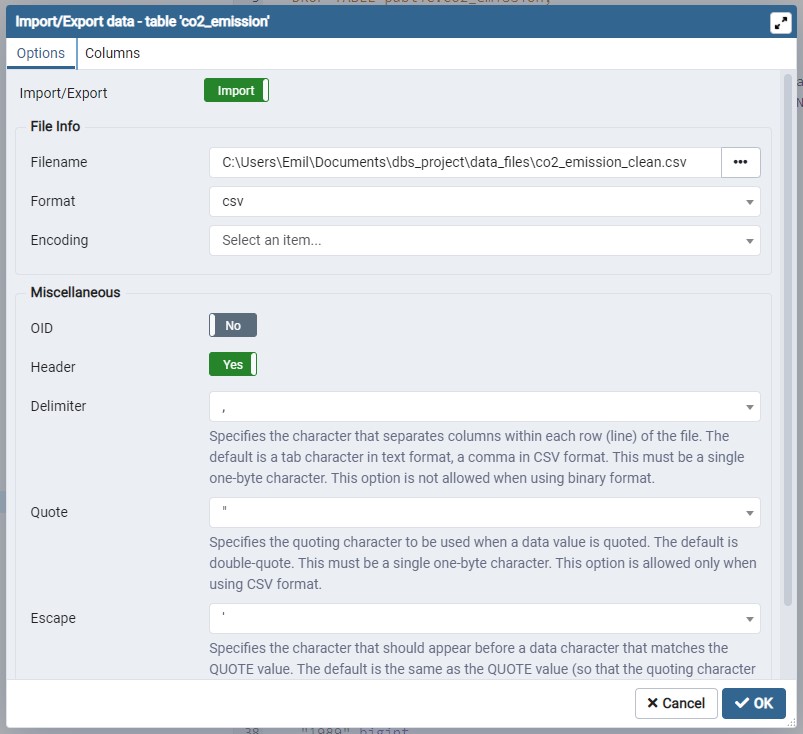 Import/Export data - table 'co2_emission'
Options Columns
Import/Export Import
File Info
Filename C:\Users\Emil\Documents\dbs_project\data_files\co2_emission_clean.csv •••
Format csv
Encoding Select an item...
Miscellaneous
OID No
Header Yes
Delimiter ,
Specifies the character that separates columns within each row (line) of the file. The
default is a tab character in text format, a comma in CSV format. This must be a single
one-byte character. This option is not allowed when using binary format.
Quote "
Specifies the quoting character to be used when a data value is quoted. The default is
double-quote. This must be a single one-byte character. This option is allowed only when
using CSV format.
Escape '
Specifies the character that should appear before a data character that matches the
QUOTE value. The default is the same as the QUOTE value (so that the quoting character
Cancel OK
38 "1989" bigint